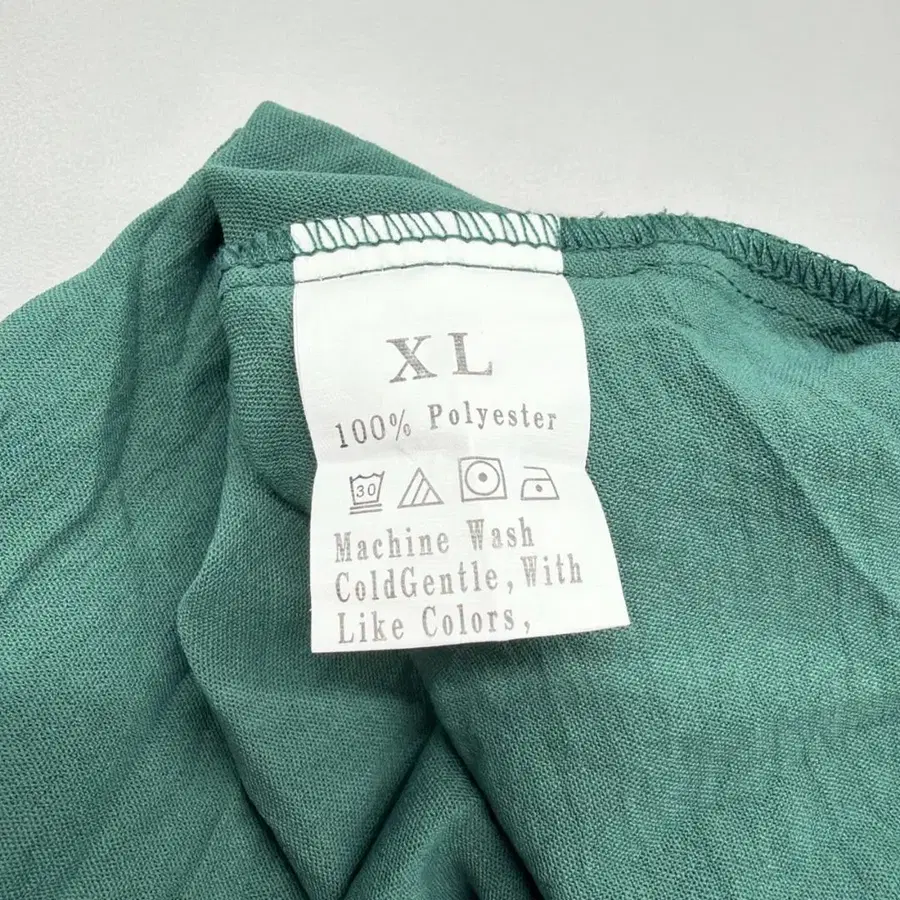 XL
100% Polyester
30
Machine Wash
ColdGentle,With
Like Colors,